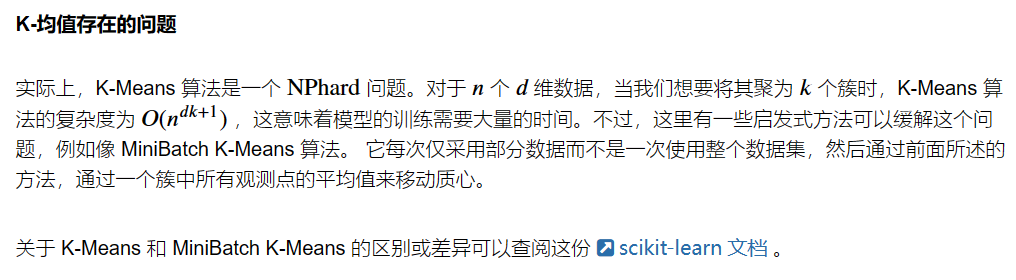 K-均值存在的问题
实际上，K-Means 算法是一个 NPhard 问题。对于 n 个 d 维数据，当我们想要将其聚为 k 个簇时，K-Means 算
法的复杂度为 O(n^{dk+1}) ，这意味着模型的训练需要大量的时间。不过，这里有一些启发式方法可以缓解这个问
题，例如像 MiniBatch K-Means 算法。 它每次仅采用部分数据而不是一次使用整个数据集，然后通过前面所述的
方法，通过一个簇中所有观测点的平均值来移动质心。
关于 K-Means 和 MiniBatch K-Means 的区别或差异可以查阅这份 scikit-learn 文档 。